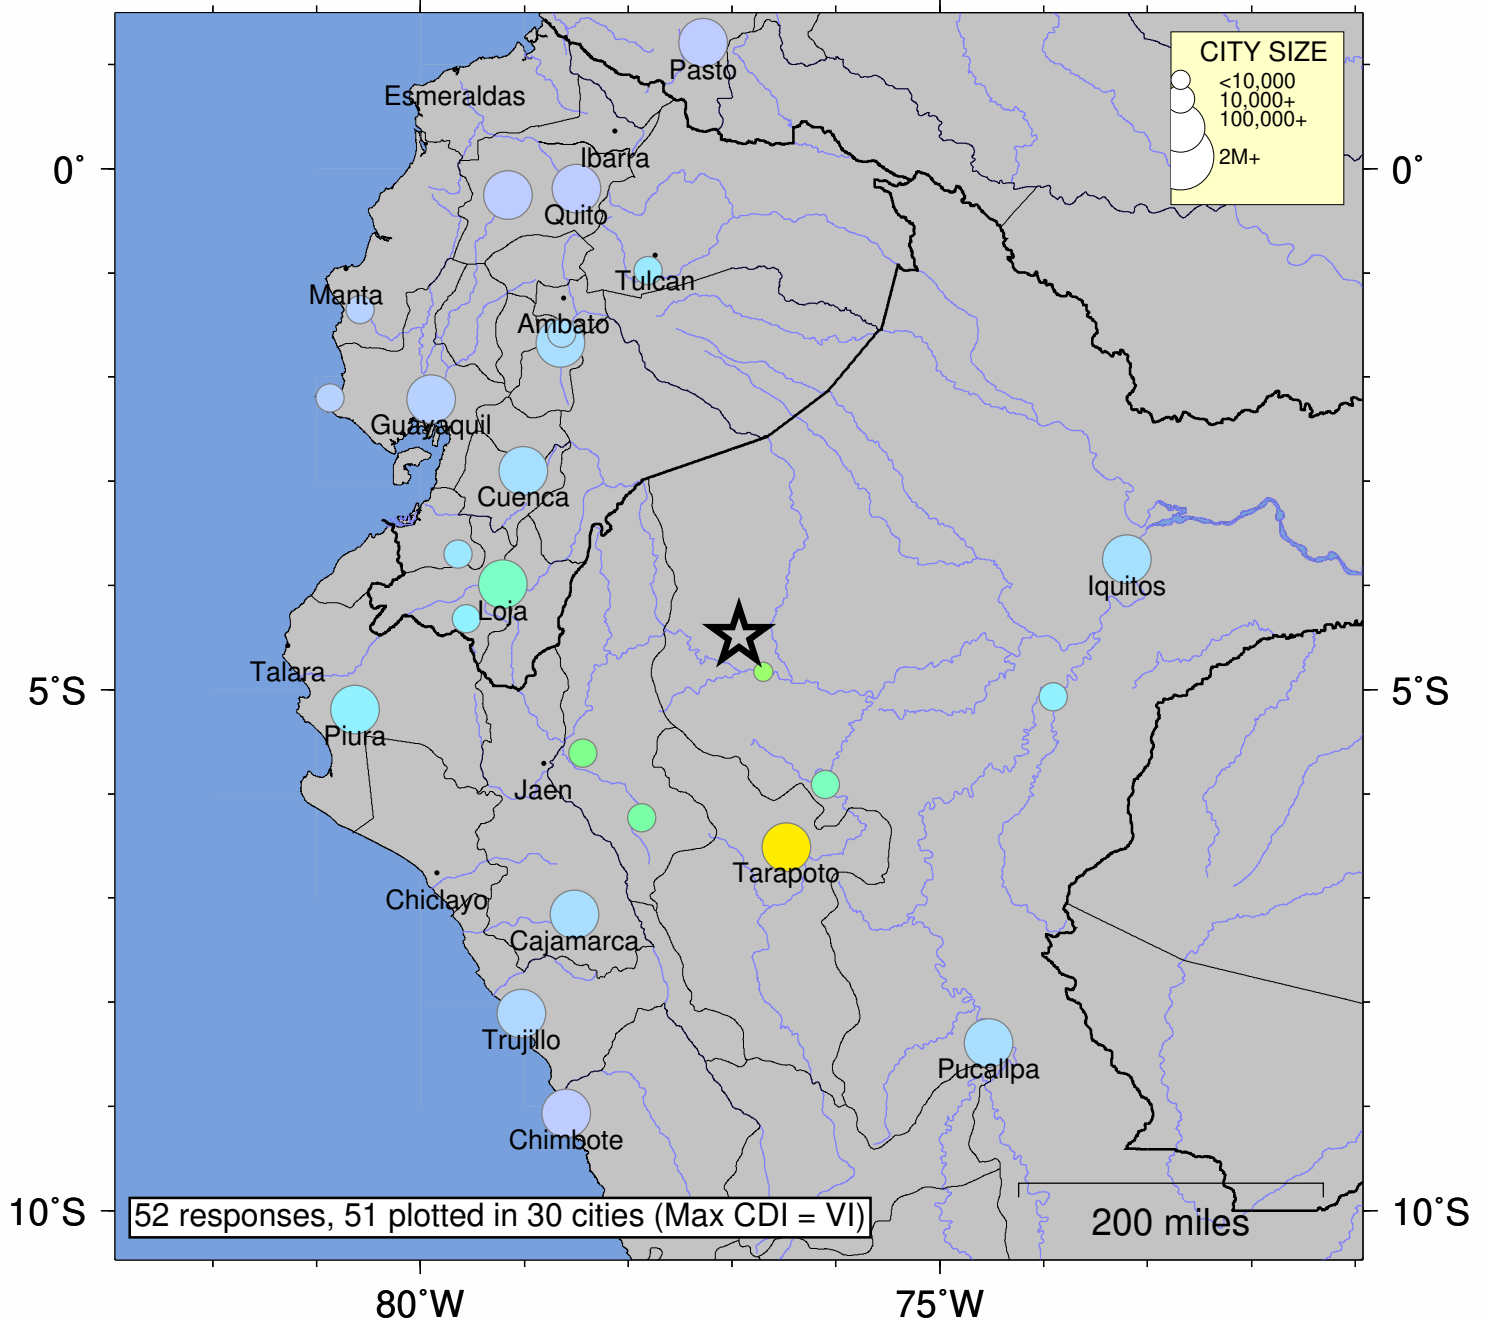 CITY SIZE
<10,000
10,000+
100,000+
2M+
Pasto
Esmeraldas
Ibarra
0°
0°
Quito
Tulcan
Manta
Ambato
Guayaquil
Cuenca
Iquitos
Loja
Talara
5°S
5°S
Piura
Jaen
Tarapoto
Chiclayo
Cajamarca
Trujillo
Pucallpa
Chimbote
10°S
52 responses, 51 plotted in 30 cities (Max CDI = VI)
200 miles
10°S
80°W
75°W